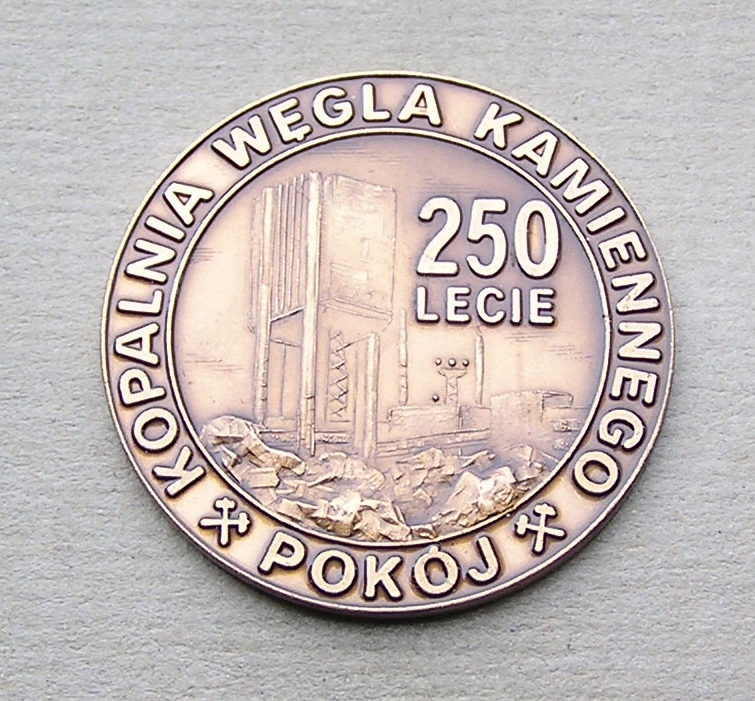 KOPALNIA WĘGLA KAMIENNEGO
POKÓJ
250
LECIE